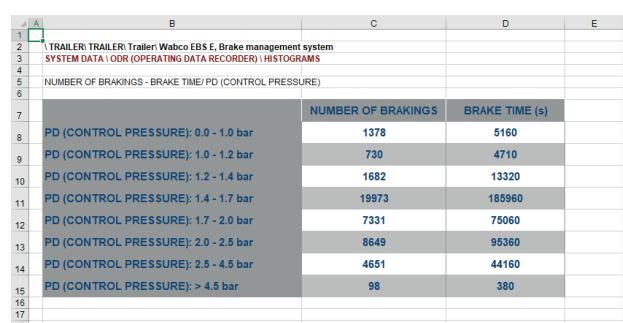 A B C D E
1
2 \ TRAILER\ TRAILER\ Trailer\ Wabco EBS E, Brake management system
3 SYSTEM DATA \ ODR (OPERATING DATA RECORDER) \ HISTOGRAMS
4
5 NUMBER OF BRAKINGS - BRAKE TIME/ PD (CONTROL PRESSURE)
6
7 NUMBER OF BRAKINGS BRAKE TIME (s)
8 PD (CONTROL PRESSURE): 0.0 - 1.0 bar 1378 5160
9 PD (CONTROL PRESSURE): 1.0 - 1.2 bar 730 4710
10 PD (CONTROL PRESSURE): 1.2 - 1.4 bar 1682 13320
11 PD (CONTROL PRESSURE): 1.4 - 1.7 bar 19973 185960
12 PD (CONTROL PRESSURE): 1.7 - 2.0 bar 7331 75060
13 PD (CONTROL PRESSURE): 2.0 - 2.5 bar 8649 95360
14 PD (CONTROL PRESSURE): 2.5 - 4.5 bar 4651 44160
15 PD (CONTROL PRESSURE): > 4.5 bar 98 380
16
17